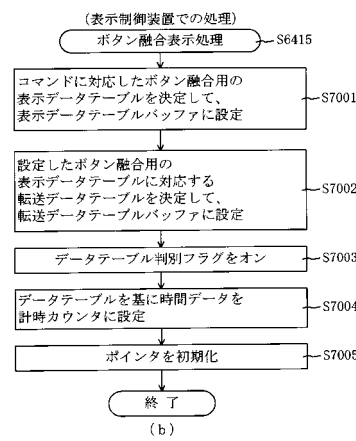 (表示制御装置での処理)
ボタン融合表示処理
S6415
コマンドに対応したボタン融合用の
表示データテーブルを決定して、
表示データテーブルバッファに設定
S7001
設定したボタン融合用の
表示データテーブルに対応する
転送データテーブルを決定して、
転送データテーブルバッファに設定
S7002
データテーブル判別フラグをオン
S7003
データテーブルを基に時間データを
計時カウンタに設定
S7004
ポインタを初期化
S7005
終 了
(b)